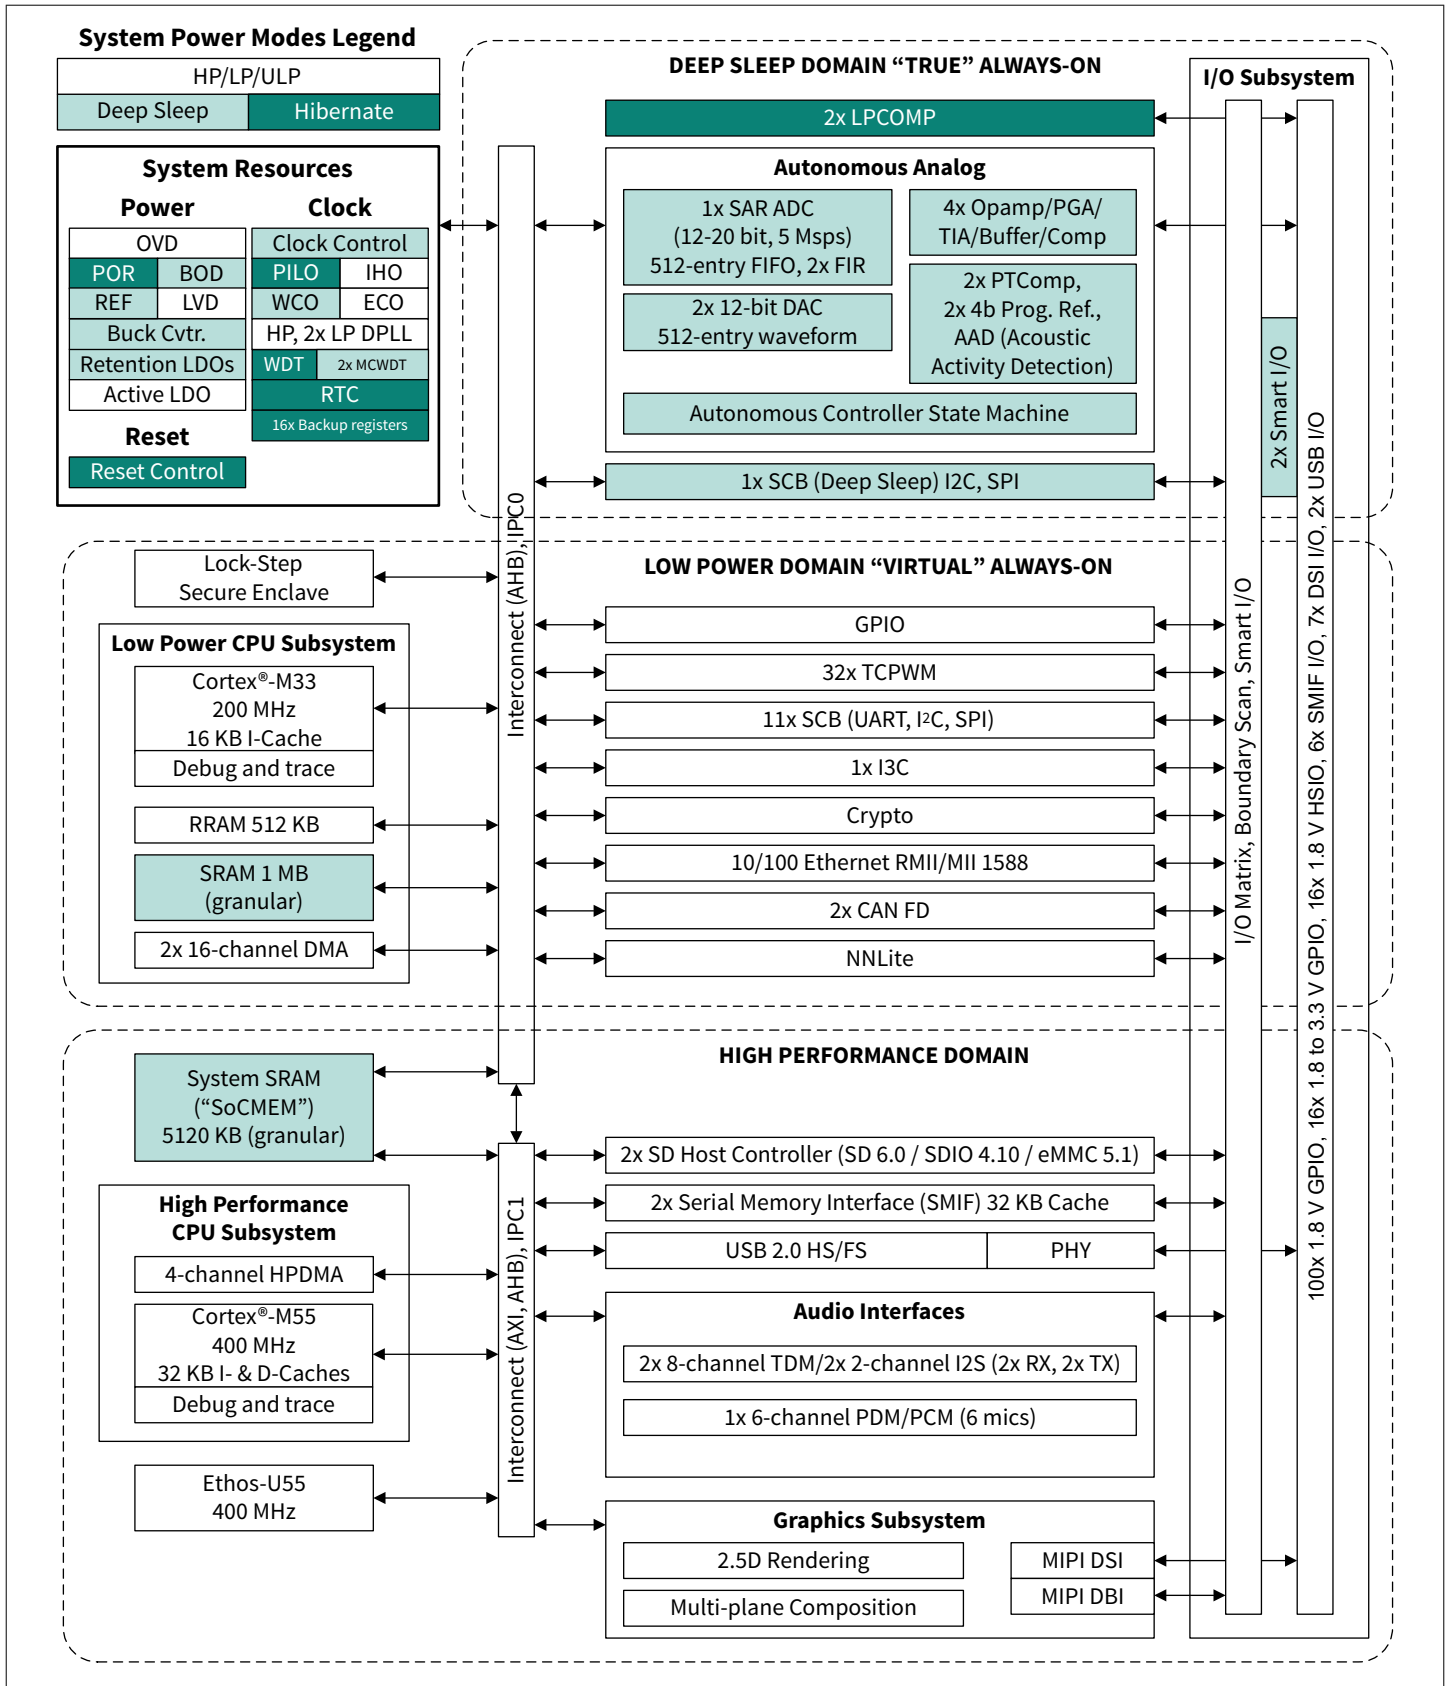 System Power Modes Legend
HP/LP/ULP
Deep Sleep
Hibernate
System Resources
Power
OVD
POR
BOD
REF
LVD
Buck Cvtr.
Retention LDOs
Active LDO
Reset
Reset Control
Clock
Clock Control
PILO
IHO
WCO
ECO
HP, 2x LP DPLL
WDT
2x MCWDT
RTC
16x Backup registers
DEEP SLEEP DOMAIN “TRUE” ALWAYS-ON
2x LPCOMP
Autonomous Analog
1x SAR ADC
(12-20 bit, 5 Msps)
512-entry FIFO, 2x FIR
4x Opamp/PGA/
TIA/Buffer/Comp
2x 12-bit DAC
512-entry waveform
2x PTComp,
2x 4b Prog. Ref.,
AAD (Acoustic
Activity Detection)
Autonomous Controller State Machine
1x SCB (Deep Sleep) I2C, SPI
Interconnect (AHB), IPC0
I/O Subsystem
I/O Matrix, Boundary Scan, Smart I/O
2x Smart I/O
100x 1.8 V GPIO, 16x 1.8 to 3.3 V GPIO, 16x 1.8 V HSIO, 6x SMIF I/O, 7x DSI I/O, 2x USB I/O
LOW POWER DOMAIN “VIRTUAL” ALWAYS-ON
Lock-Step
Secure Enclave
Low Power CPU Subsystem
Cortex®-M33
200 MHz
16 KB I-Cache
Debug and trace
RRAM 512 KB
SRAM 1 MB
(granular)
2x 16-channel DMA
GPIO
32x TCPWM
11x SCB (UART, I²C, SPI)
1x I3C
Crypto
10/100 Ethernet RMII/MII 1588
2x CAN FD
NNLite
HIGH PERFORMANCE DOMAIN
System SRAM
(“SoCMEM”)
5120 KB (granular)
High Performance
CPU Subsystem
4-channel HPDMA
Cortex®-M55
400 MHz
32 KB I- & D-Caches
Debug and trace
Ethos-U55
400 MHz
Interconnect (AXI, AHB), IPC1
2x SD Host Controller (SD 6.0 / SDIO 4.10 / eMMC 5.1)
2x Serial Memory Interface (SMIF) 32 KB Cache
USB 2.0 HS/FS
PHY
Audio Interfaces
2x 8-channel TDM/2x 2-channel I2S (2x RX, 2x TX)
1x 6-channel PDM/PCM (6 mics)
Graphics Subsystem
2.5D Rendering
Multi-plane Composition
MIPI DSI
MIPI DBI